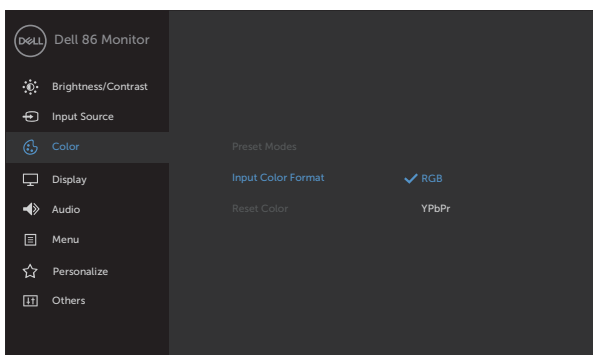 DELL Dell 86 Monitor
Brightness/Contrast
Input Source
Color
Preset Modes
Display
Input Color Format
RGB
Audio
Reset Color
YPbPr
Menu
Personalize
Others